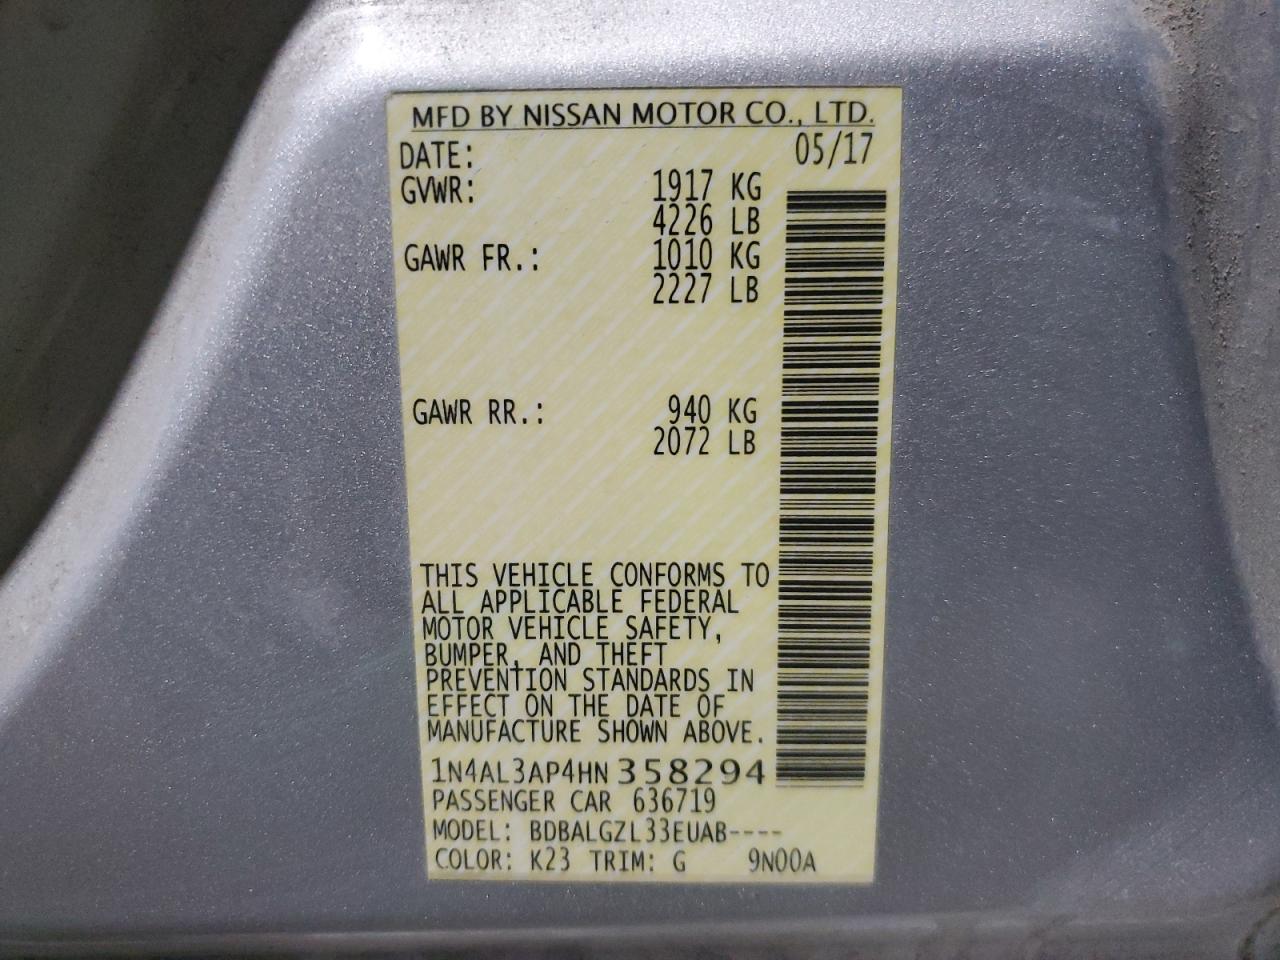 MFD BY NISSAN MOTOR CO., LTD.
DATE: 05/17
GVWR: 1917 KG
4226 LB
GAWR FR.: 1010 KG
2227 LB
GAWR RR.: 940 KG
2072 LB
THIS VEHICLE CONFORMS TO
ALL APPLICABLE FEDERAL
MOTOR VEHICLE SAFETY,
BUMPER, AND THEFT
PREVENTION STANDARDS IN
EFFECT ON THE DATE OF
MANUFACTURE SHOWN ABOVE.
1N4AL3AP4HN358294
PASSENGER CAR 636719
MODEL: BDBALGZL33EUAB----
COLOR: K23 TRIM: G 9N00A